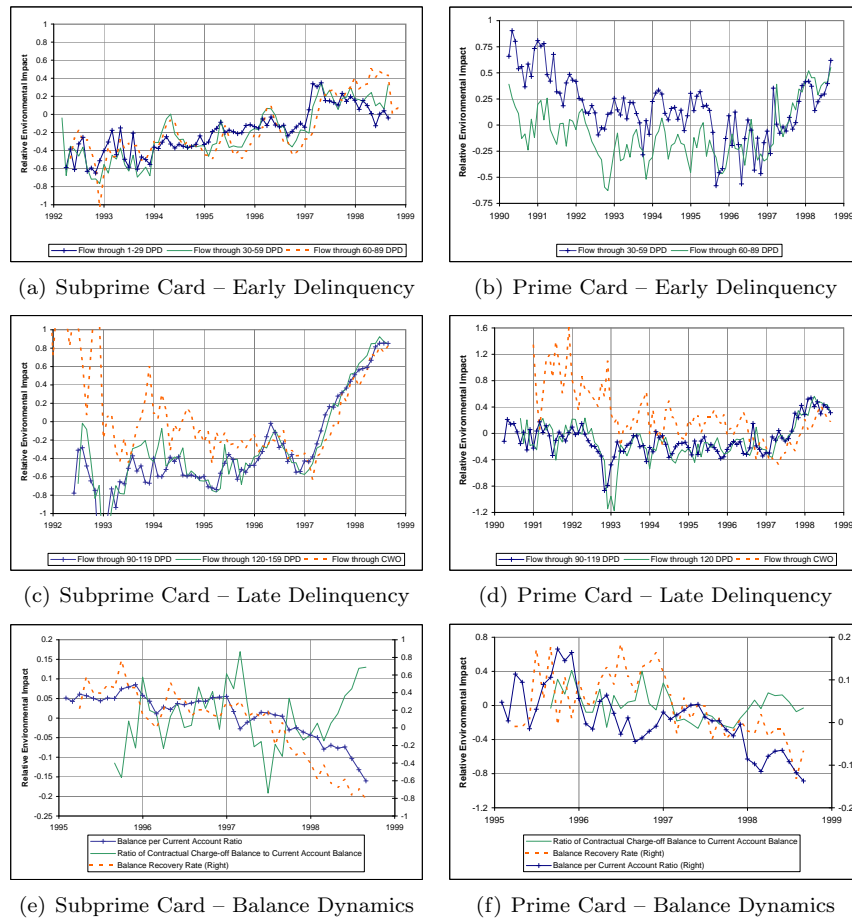 Relative Environmental Impact
1
0.8
0.6
0.4
0.2
0
-0.2
-0.4
-0.6
-0.8
-1
1992 1993 1994 1995 1996 1997 1998 1999
Flow through 1-29 DPD Flow through 30-59 DPD Flow through 60-89 DPD
(a) Subprime Card – Early Delinquency
Relative Environmental Impact
1
0.75
0.5
0.25
0
-0.25
-0.5
-0.75
1990 1991 1992 1993 1994 1995 1996 1997 1998 1999
Flow through 30-59 DPD Flow through 60-89 DPD
(b) Prime Card – Early Delinquency
Relative Environmental Impact
1
0.8
0.6
0.4
0.2
0
-0.2
-0.4
-0.6
-0.8
-1
1992 1993 1994 1995 1996 1997 1998 1999
Flow through 90-119 DPD Flow through 120-159 DPD Flow through CWO
(c) Subprime Card – Late Delinquency
Relative Environmental Impact
1.6
1.2
0.8
0.4
0
-0.4
-0.8
-1.2
1990 1991 1992 1993 1994 1995 1996 1997 1998 1999
Flow through 90-119 DPD Flow through 120 DPD Flow through CWO
(d) Prime Card – Late Delinquency
Relative Environmental Impact
0.2
0.15
0.1
0.05
0
-0.05
-0.1
-0.15
-0.2
-0.25
1
0.8
0.6
0.4
0.2
0
-0.2
-0.4
-0.6
-0.8
-1
1995 1996 1997 1998 1999
Balance per Current Account Ratio
Ratio of Contractual Charge-off Balance to Current Account Balance
Balance Recovery Rate (Right)
(e) Subprime Card – Balance Dynamics
Relative Environmental Impact
0.8
0.4
0
-0.4
-0.8
-1.2
0.2
0.1
0
-0.1
-0.2
1995 1996 1997 1998 1999
Ratio of Contractual Charge-off Balance to Current Account Balance
Balance Recovery Rate (Right)
Balance per Current Account Ratio (Right)
(f) Prime Card – Balance Dynamics